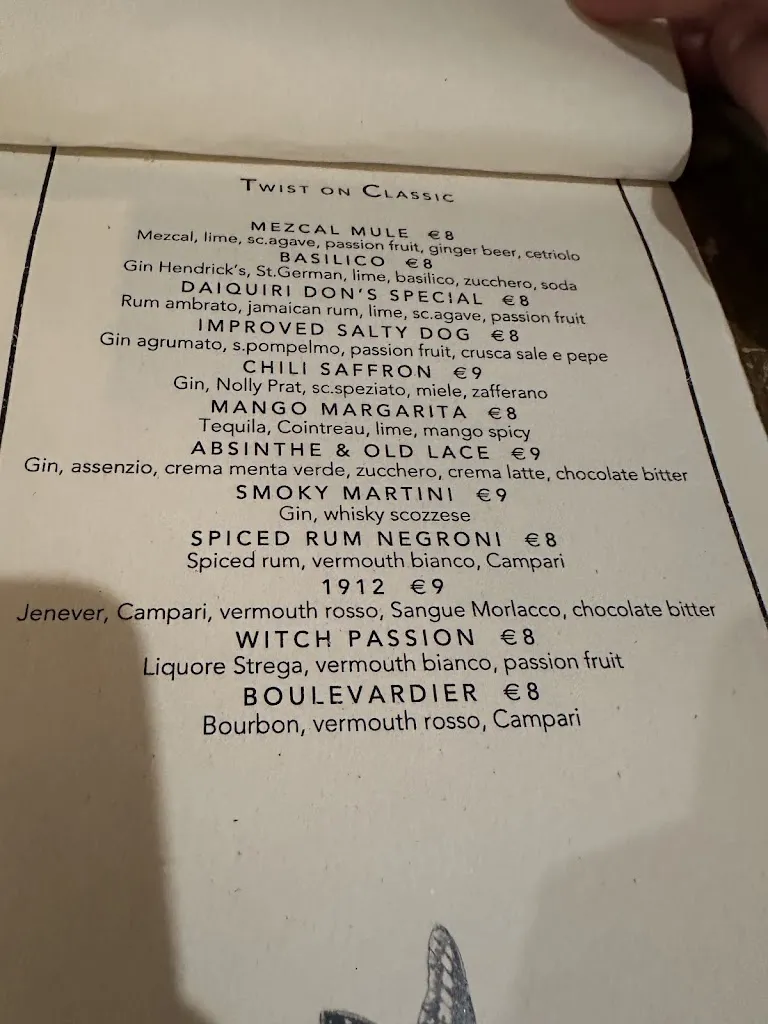 Twist on Classic
MEZCAL MULE €8
Mezcal, lime, sc.agave, passion fruit, ginger beer, cetriolo
BASILICO €8
Gin Hendrick's, St.German, lime, basilico, zucchero, soda
DAIQUIRI DON'S SPECIAL €8
Rum ambrato, jamaican rum, lime, sc.agave, passion fruit
IMPROVED SALTY DOG €8
Gin agrumato, s.pompelmo, passion fruit, crusca sale e pepe
CHILI SAFFRON €9
Gin, Nolly Prat, sc.speziato, miele, zafferano
MANGO MARGARITA €8
Tequila, Cointreau, lime, mango spicy
ABSINTHE & OLD LACE €9
Gin, assenzio, crema menta verde, zucchero, crema latte, chocolate bitter
SMOKY MARTINI €9
Gin, whisky scozzese
SPICED RUM NEGRONI €8
Spiced rum, vermouth bianco, Campari
1912 €9
Jenever, Campari, vermouth rosso, Sangue Morlacco, chocolate bitter
WITCH PASSION €8
Liquore Strega, vermouth bianco, passion fruit
BOULEVARDIER €8
Bourbon, vermouth rosso, Campari